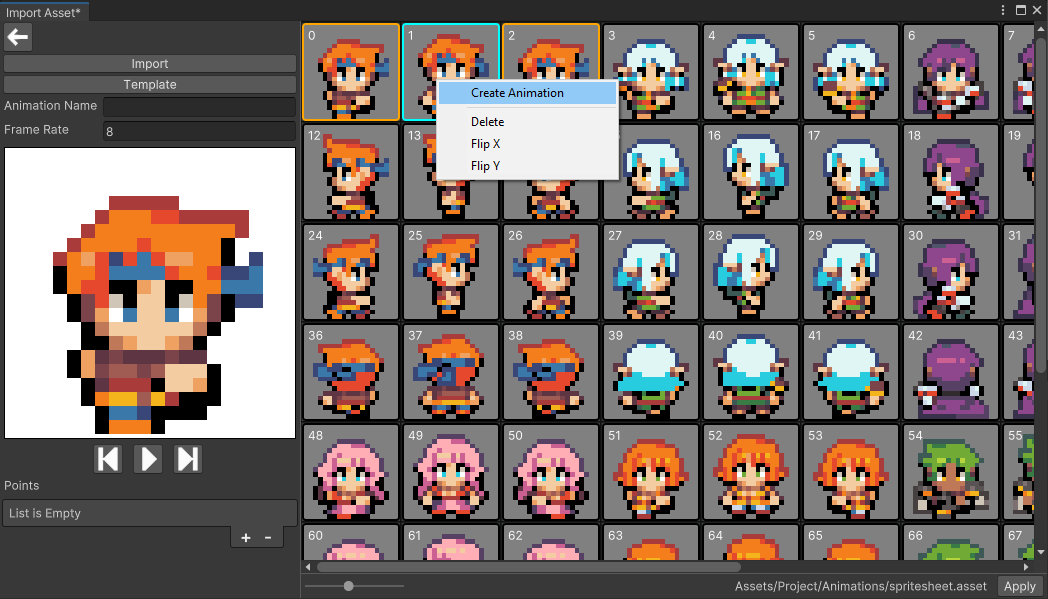 Import Asset*
Import
Template
Animation Name
Frame Rate 8
Points
List is Empty
+ -
0 1 2 3 4 5 6 7
Create Animation
Delete
Flip X
Flip Y
12 13 16 17 18 19
24 25 26 27 28 29 30 31
36 37 38 39 40 41 42 43
48 49 50 51 52 53 54 55
60 61 62 63 64 65 66 67
Assets/Project/Animations/spritesheet.asset Apply